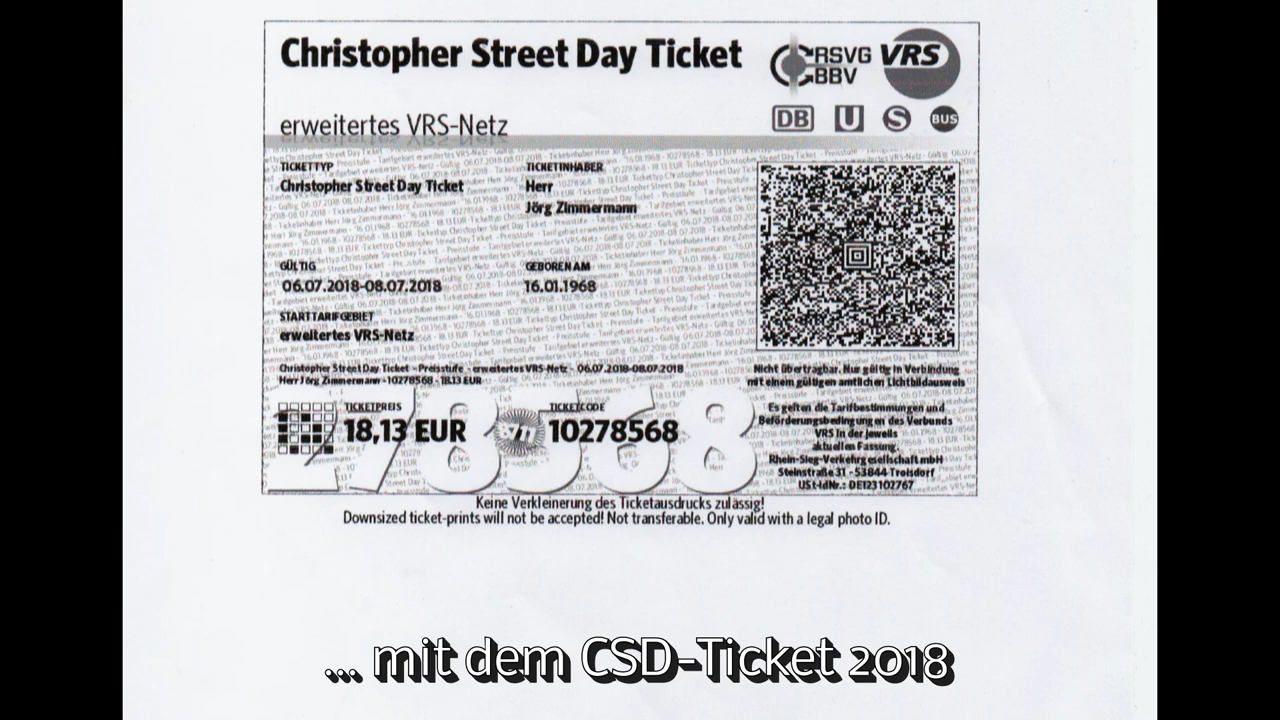 Christopher Street Day Ticket
RSVG
BBV
VRS
erweitertes VRS-Netz
DB U S BUS
TICKETTYP
Christopher Street Day Ticket
TICKETINHABER
Herr
Jörg Zimmermann
GÜLTIG
06.07.2018-08.07.2018
GEBOREN AM
16.01.1968
STARTTARIFGEBIET
erweitertes VRS-Netz
Christopher Street Day Ticket - Preisstufe - erweitertes VRS-Netz - 06.07.2018-08.07.2018
Herr Jörg Zimmermann - 10278568 - 18.13 EUR
Nicht übertragbar. Nur gültig in Verbindung
mit einem gültigen amtlichen Lichtbildausweis
TICKETPREIS
18,13 EUR
TICKETCODE
10278568
78568
Es gelten die Tarifbestimmungen und
Beförderungsbedingungen des Verbunds
VRS in der jeweils
aktuellen Fassung.
Rhein-Sieg-Verkehrgesellschaft mbH
Steinstraße 31 - 53844 Troisdorf
USt-IdNr.: DE123102767
Keine Verkleinerung des Ticketausdrucks zulässig!
Downsized ticket-prints will not be accepted! Not transferable. Only valid with a legal photo ID.
... mit dem CSD-Ticket 2018